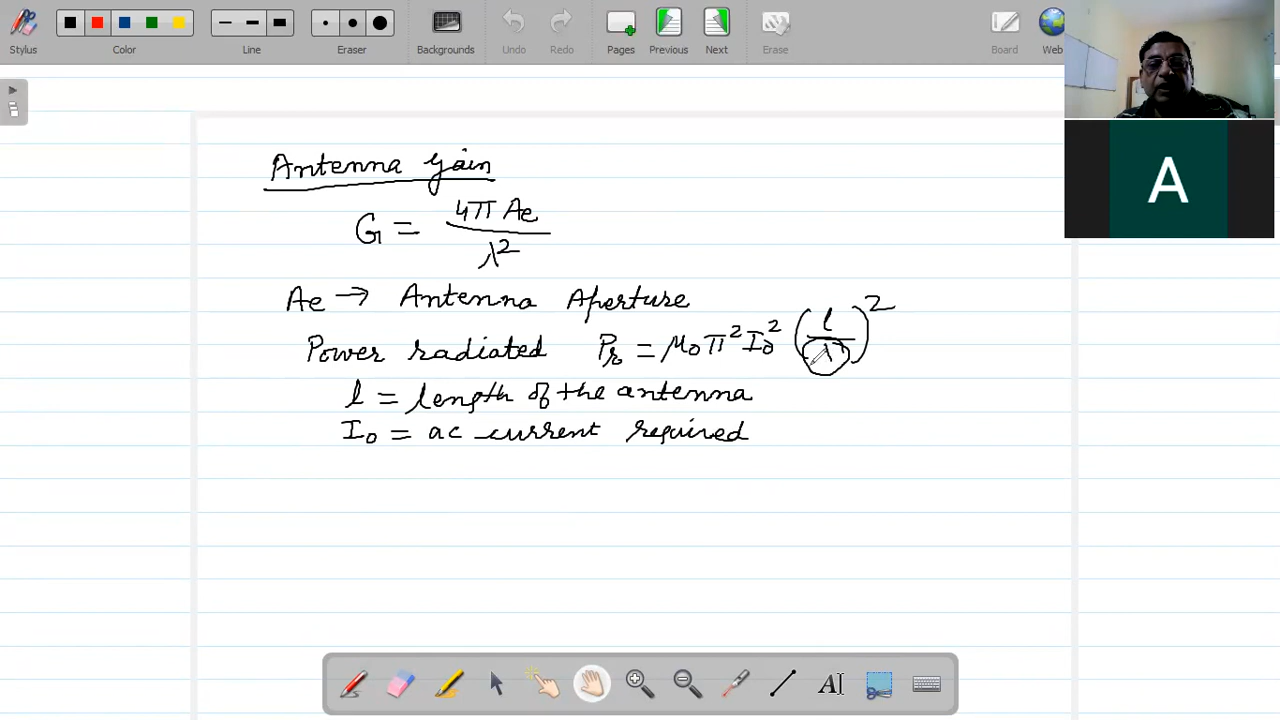 Stylus
Color
Line
Eraser
Backgrounds
Undo
Redo
Pages
Previous
Next
Erase
Board
Web
A
Antenna gain
G = 4π Ae / λ²
Ae → Antenna Aperture
Power radiated Pr = μ₀ π² I₀² (l/λ)²
l = length of the antenna
I₀ = ac current required
AI